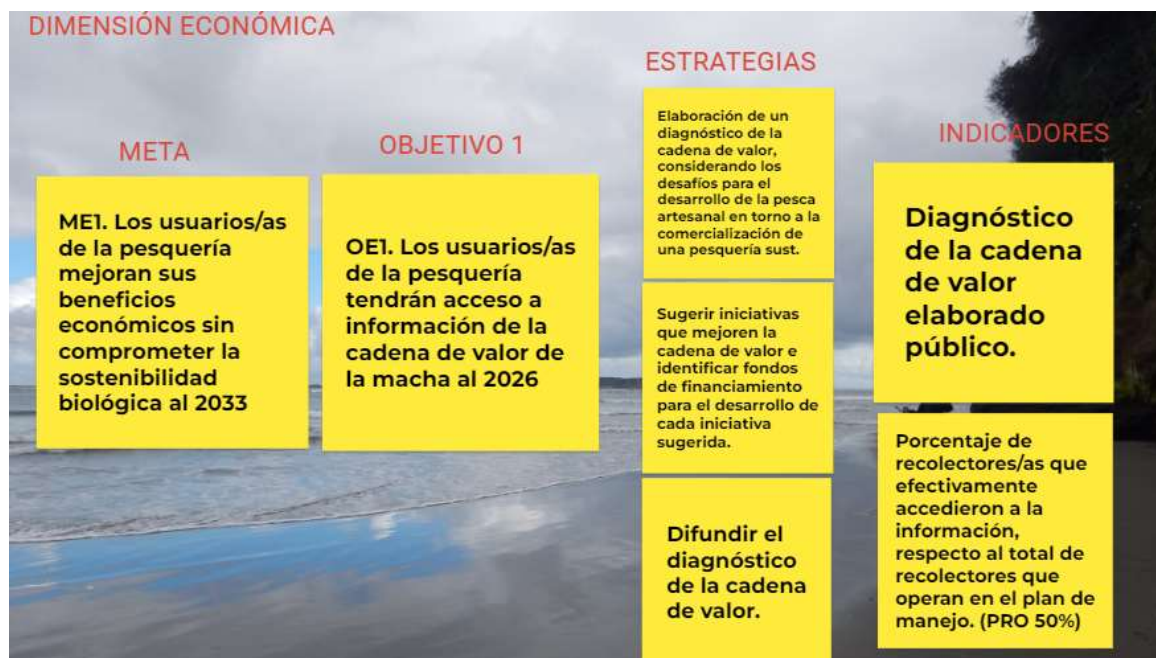 DIMENSIÓN ECONÓMICA
META
ME1. Los usuarios/as
de la pesquería
mejoran sus
beneficios
económicos sin
comprometer la
sostenibilidad
biológica al 2033
OBJETIVO 1
OE1. Los usuarios/as
de la pesquería
tendrán acceso a
información de la
cadena de valor de
la macha al 2026
ESTRATEGIAS
Elaboración de un
diagnóstico de la
cadena de valor,
considerando los
desafíos para el
desarrollo de la pesca
artesanal en torno a la
comercialización de
una pesquería sust.
Sugerir iniciativas
que mejoren la
cadena de valor e
identificar fondos
de financiamiento
para el desarrollo de
cada iniciativa
sugerida.
Difundir el
diagnóstico
de la cadena
de valor.
INDICADORES
Diagnóstico
de la cadena
de valor
elaborado
público.
Porcentaje de
recolectores/as que
efectivamente
accedieron a la
información,
respecto al total de
recolectores que
operan en el plan de
manejo. (PRO 50%)